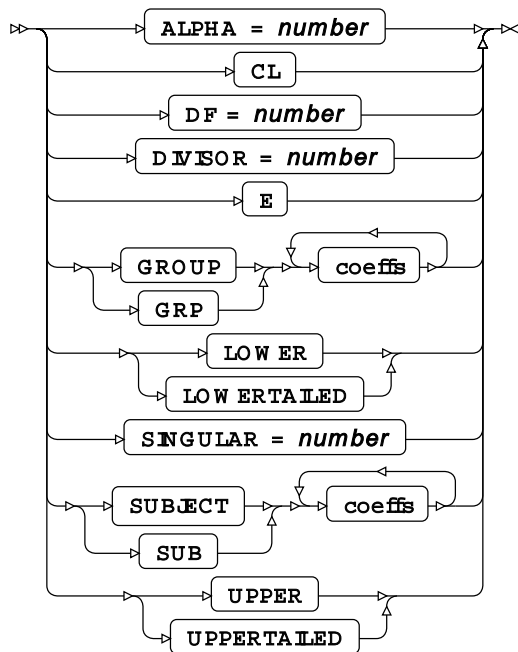 ALPHA = number
CL
DF = number
DIVISOR = number
E
GROUP coeffs
GRP
LOWER
LOWERTAILED
SINGULAR = number
SUBJECT coeffs
SUB
UPPER
UPPERTAILED